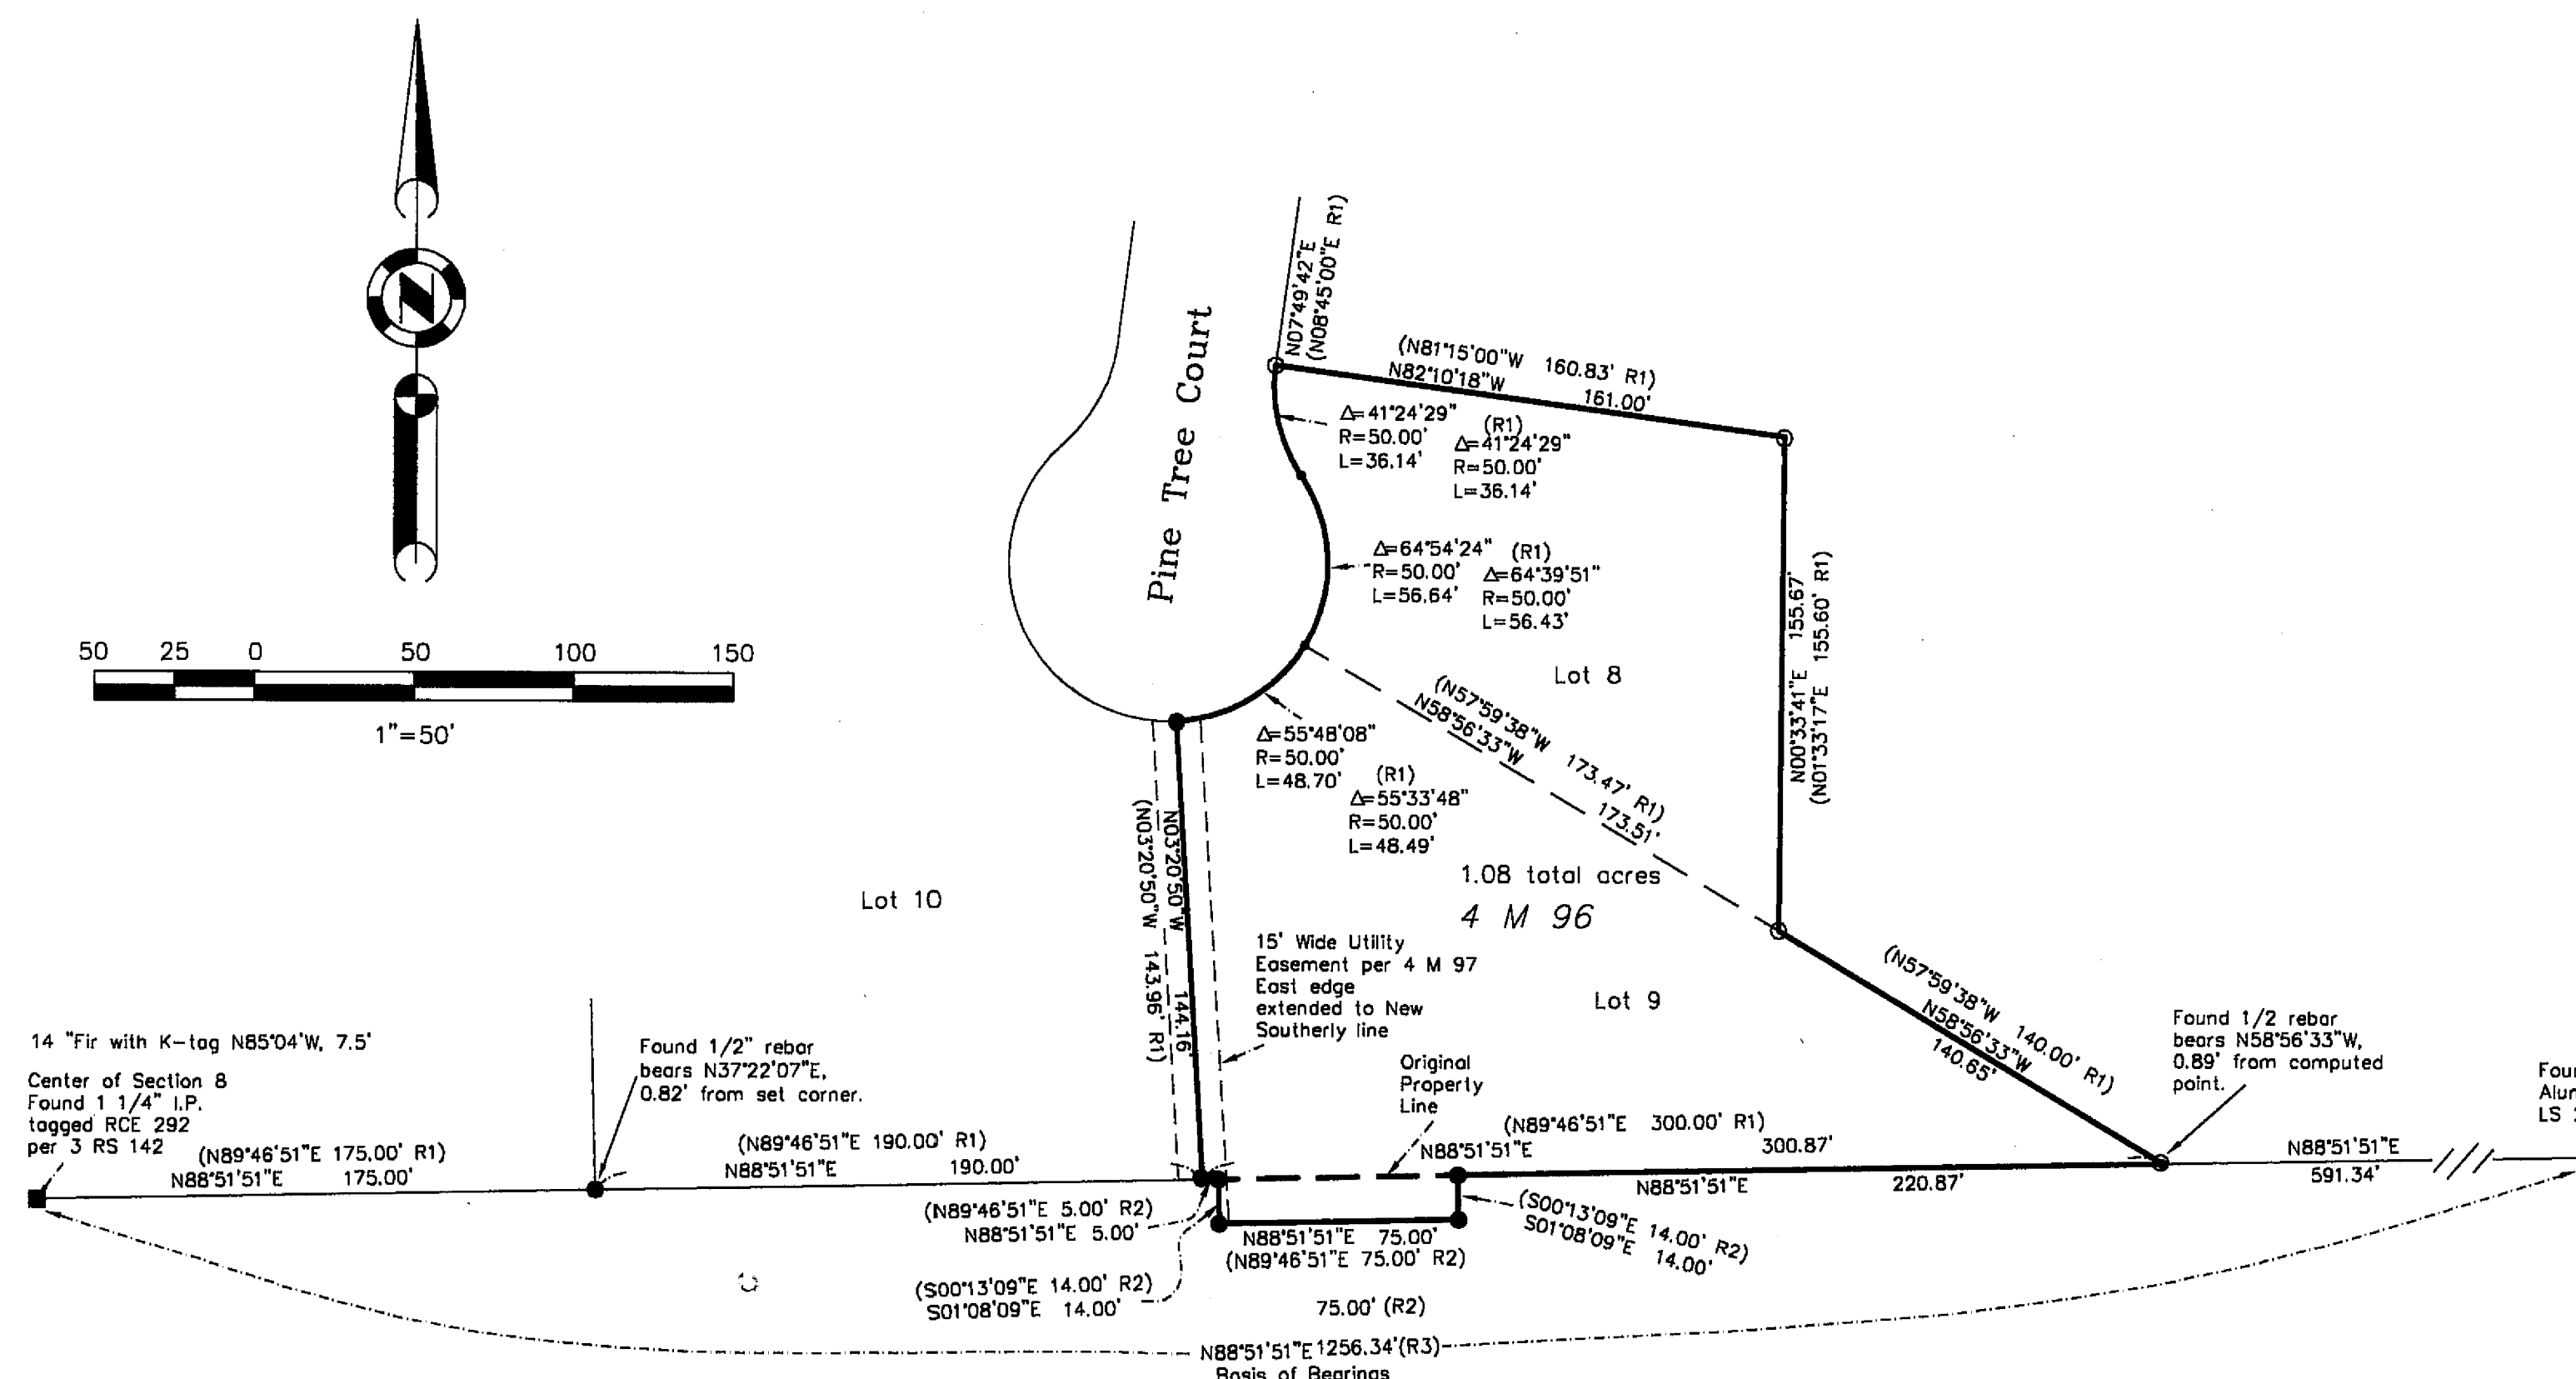 N
50 25 0 50 100 150
1"=50'
Pine Tree Court
N07°49'42"E
(N08°45'00"E R1)
(N81°15'00"W 160.83' R1)
N82°10'18"W 161.00'
Δ=41°24'29"
R=50.00'
L=36.14'
(R1)
Δ=41°24'29"
R=50.00'
L=36.14'
Δ=64°54'24"
R=50.00'
L=56.64'
(R1)
Δ=64°39'51"
R=50.00'
L=56.43'
N00°33'41"E 155.67'
(N01°33'17"E 155.60' R1)
Lot 8
(N57°59'38"W 173.47' R1)
N58°56'33"W 173.51'
Δ=55°48'08"
R=50.00'
L=48.70'
(R1)
Δ=55°33'48"
R=50.00'
L=48.49'
N03°20'50"W 144.16'
(N03°20'50"W 143.96' R1)
1.08 total acres
4 M 96
Lot 10
15' Wide Utility
Easement per 4 M 97
East edge
extended to New
Southerly line
Lot 9
(N57°59'38"W 140.00' R1)
N58°56'33"W
140.65'
Found 1/2 rebar
bears N58°56'33"W,
0.89' from computed
point.
14 "Fir with K-tag N85°04'W, 7.5'
Center of Section 8
Found 1 1/4" I.P.
tagged RCE 292
per 3 RS 142
Found 1/2" rebar
bears N37°22'07"E,
0.82' from set corner.
Original
Property
Line
(N89°46'51"E 175.00' R1)
N88°51'51"E 175.00'
(N89°46'51"E 190.00' R1)
N88°51'51"E 190.00'
(N89°46'51"E 300.00' R1)
N88°51'51"E 300.87'
N88°51'51"E 220.87'
N88°51'51"E
591.34'
LS
(N89°46'51"E 5.00' R2)
N88°51'51"E 5.00'
N88°51'51"E 75.00'
(N89°46'51"E 75.00' R2)
(S00°13'09"E 14.00' R2)
S01°08'09"E 14.00'
(S00°13'09"E 14.00' R2)
S01°08'09"E 14.00'
75.00' (R2)
N88°51'51"E 1256.34'(R3)
Basis of Bearings